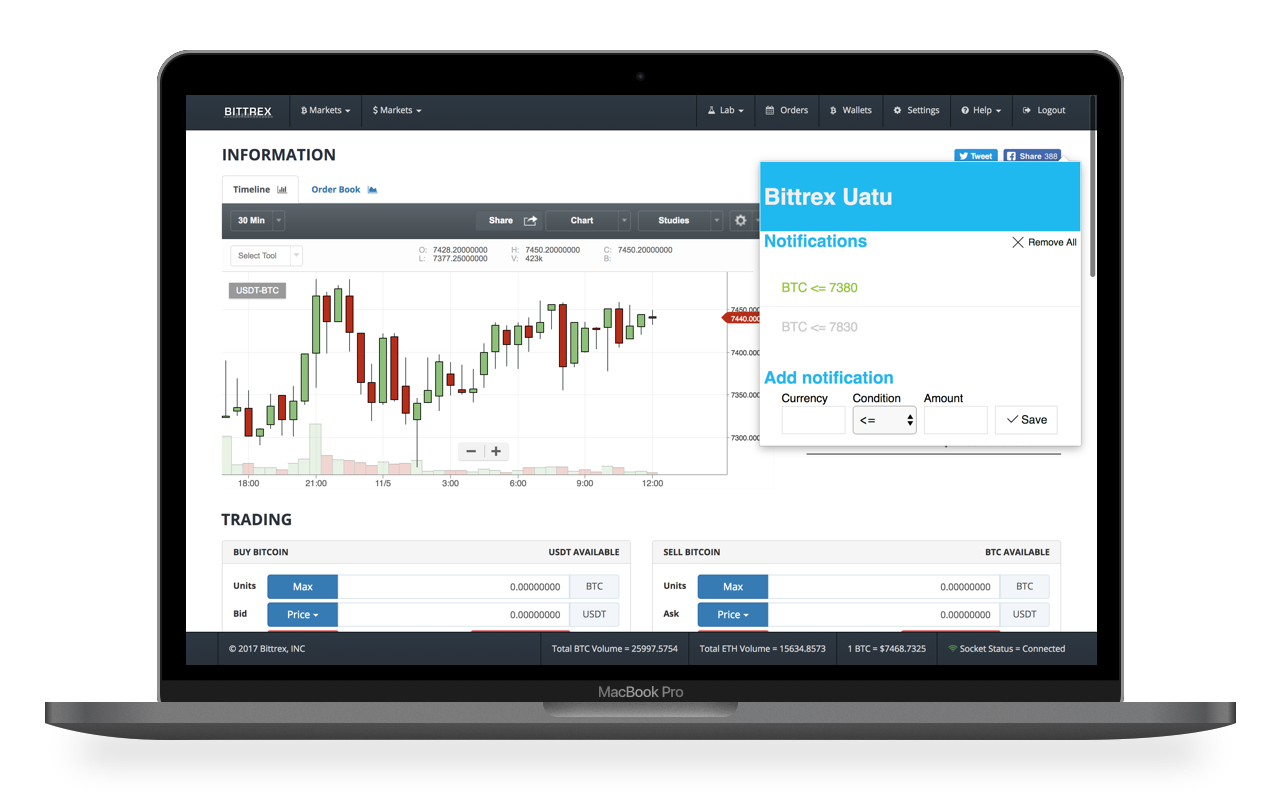 BITTREX
Ƀ Markets
$ Markets
Lab
Orders
Wallets
Settings
Help
Logout
INFORMATION
Tweet
Share 388
Timeline
Order Book
30 Min
Share
Chart
Studies
Select Tool
O: 7428.20000000 H: 7450.20000000 C: 7450.20000000
L: 7377.25000000 V: 423k B:
USDT-BTC
7450.000
7440.000
7400.000
7350.000
7300.000
18:00 21:00 11/5 3:00 6:00 9:00 12:00
Bittrex Uatu
Notifications
Remove All
BTC <= 7380
BTC <= 7830
Add notification
Currency Condition Amount
<=
Save
TRADING
BUY BITCOIN USDT AVAILABLE
Units Max 0.00000000 BTC
Bid Price 0.00000000 USDT
SELL BITCOIN BTC AVAILABLE
Units Max 0.00000000 BTC
Ask Price 0.00000000 USDT
© 2017 Bittrex, INC
Total BTC Volume = 25997.5754
Total ETH Volume = 15634.8573
1 BTC = $7468.7325
Socket Status = Connected
MacBook Pro